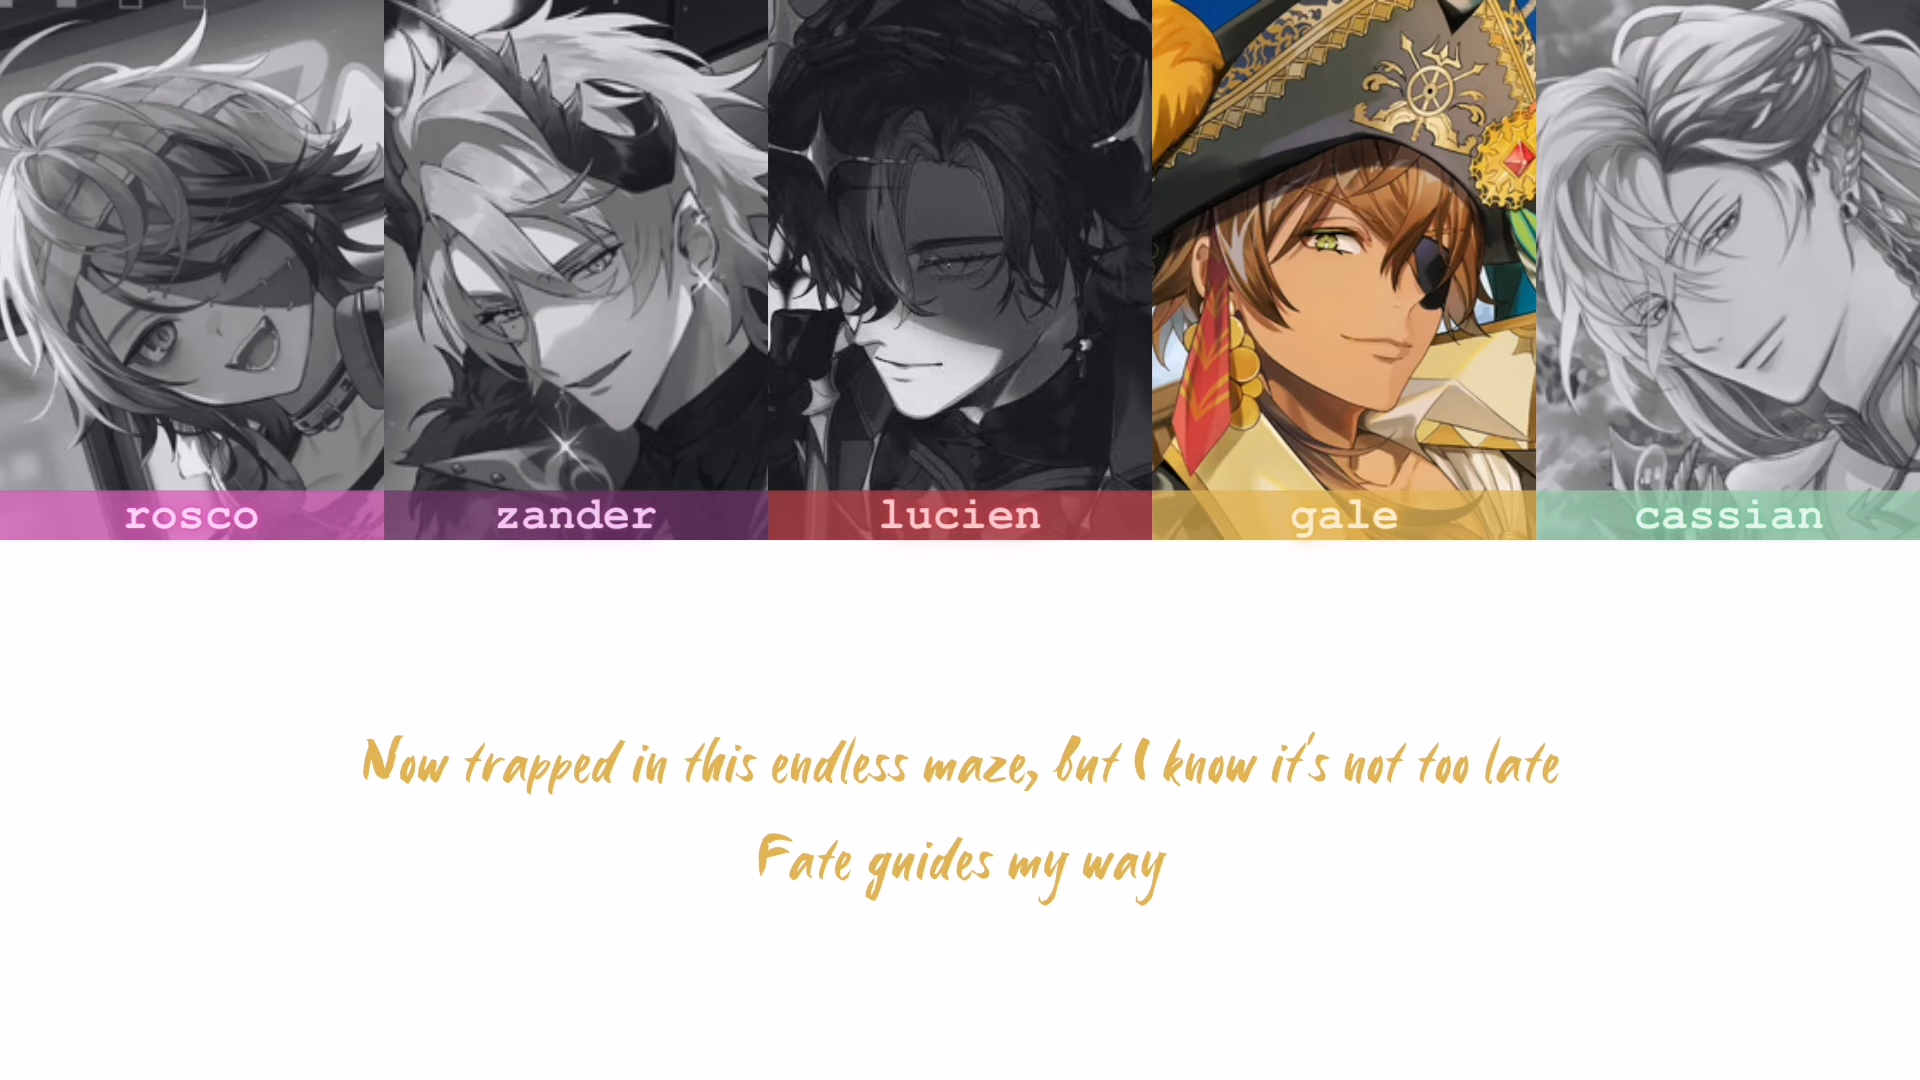 rosco
zander
lucien
gale
cassian
Now trapped in this endless maze, but I know it's not too late
Fate guides my way